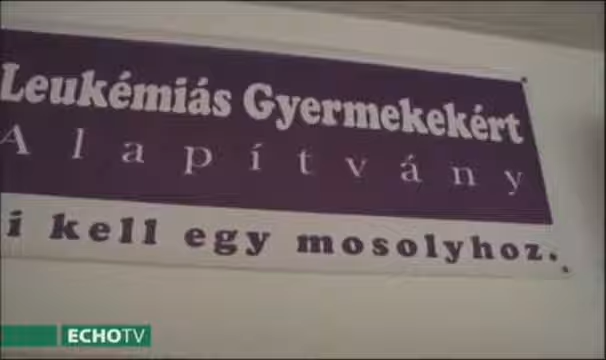 Leukémiás Gyermekekért
Alapítvány
i kell egy mosolyhoz.
ECHOTV